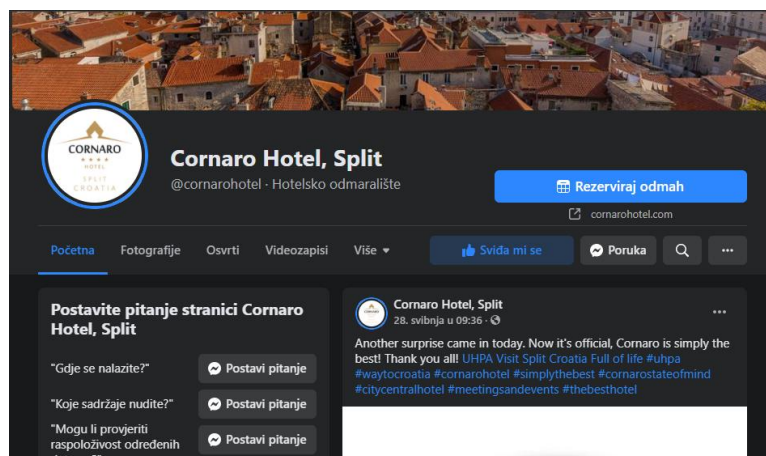 CORNARO
HOTEL
SPLIT
CROATIA
Cornaro Hotel, Split
@cornarohotel · Hotelsko odmaralište
Rezerviraj odmah
cornarohotel.com
Početna Fotografije Osvrti Videozapisi Više
Sviđa mi se
Poruka
Postavite pitanje stranici Cornaro
Hotel, Split
"Gdje se nalazite?" Postavi pitanje
"Koje sadržaje nudite?" Postavi pitanje
"Mogu li provjeriti
raspoloživost određenih
Postavi pitanje
Cornaro Hotel, Split
28. svibnja u 09:36 ·
Another surprise came in today. Now it's official, Cornaro is simply the
best! Thank you all! UHPA Visit Split Croatia Full of life #uhpa
#waytocroatia #cornarohotel #simplythebest #cornarostateofmind
#citycentralhotel #meetingsandevents #thebesthotel